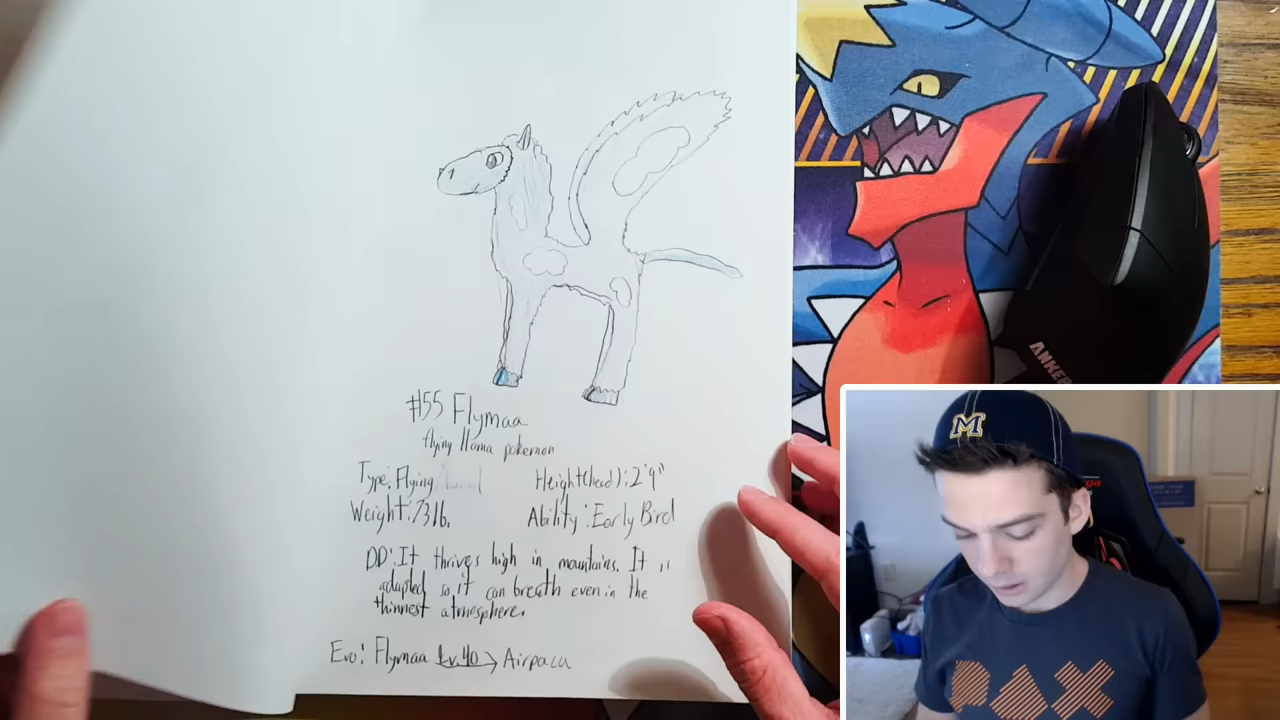 #55 Flymaa
flying llama pokemon
Type: Flying
Height(head): 2'9"
Weight: 73lb.
Ability: Early Bird
DD: It thrives high in mountains. It
adapted so it can breath even in the
thinnest atmosphere.
Evo: Flymaa Lv.40 Airpaca
ANKER
M
PAX